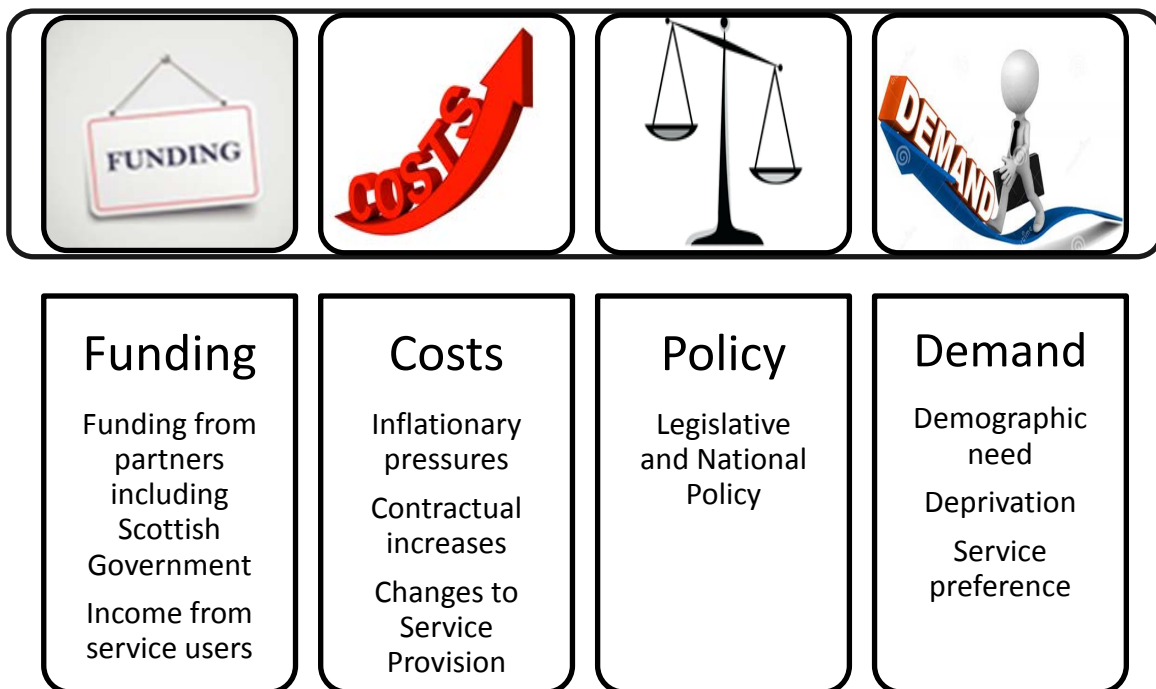 FUNDING
COSTS
DEMAND
Funding
Funding from
partners
including
Scottish
Government
Income from
service users
Costs
Inflationary
pressures
Contractual
increases
Changes to
Service
Provision
Policy
Legislative
and National
Policy
Demand
Demographic
need
Deprivation
Service
preference